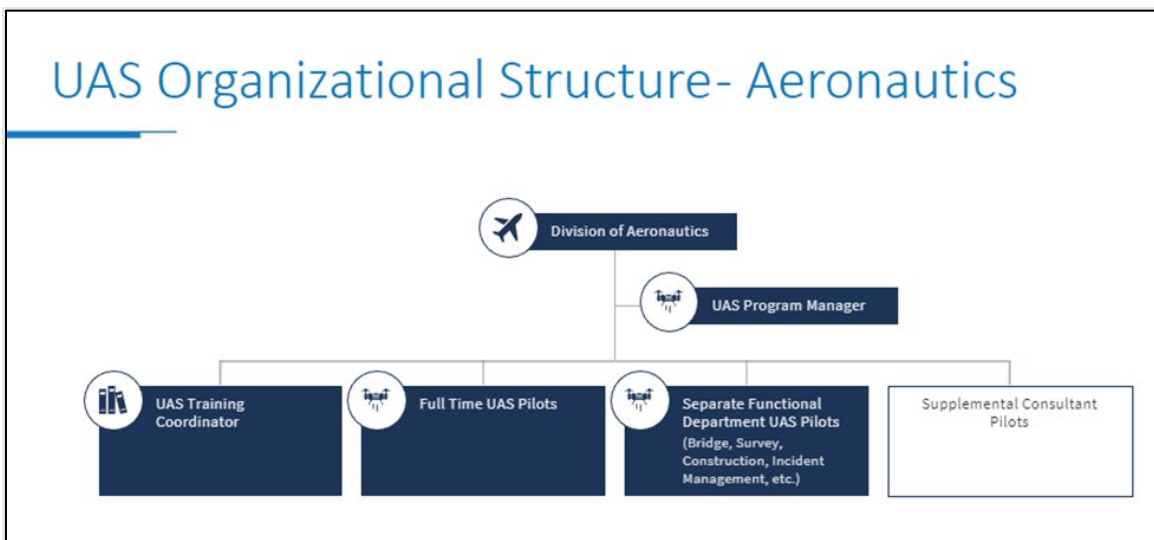 UAS Organizational Structure- Aeronautics
Division of Aeronautics
UAS Program Manager
UAS Training
Coordinator
Full Time UAS Pilots
Separate Functional
Department UAS Pilots
(Bridge, Survey,
Construction, Incident
Management, etc.)
Supplemental Consultant
Pilots